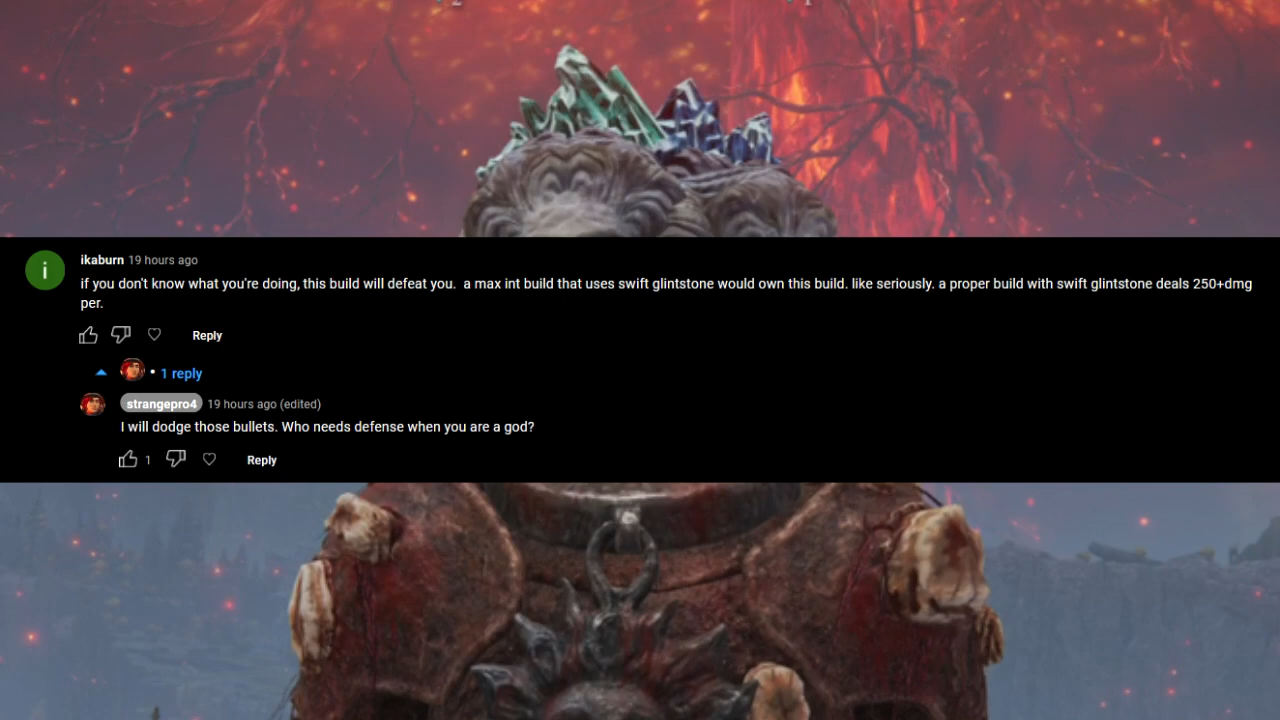 2
1
i
ikaburn 19 hours ago
if you don't know what you're doing, this build will defeat you.  a max int build that uses swift glintstone would own this build. like seriously. a proper build with swift glintstone deals 250+dmg
per.
Reply
• 1 reply
strangepro4 19 hours ago (edited)
I will dodge those bullets. Who needs defense when you are a god?
1 Reply